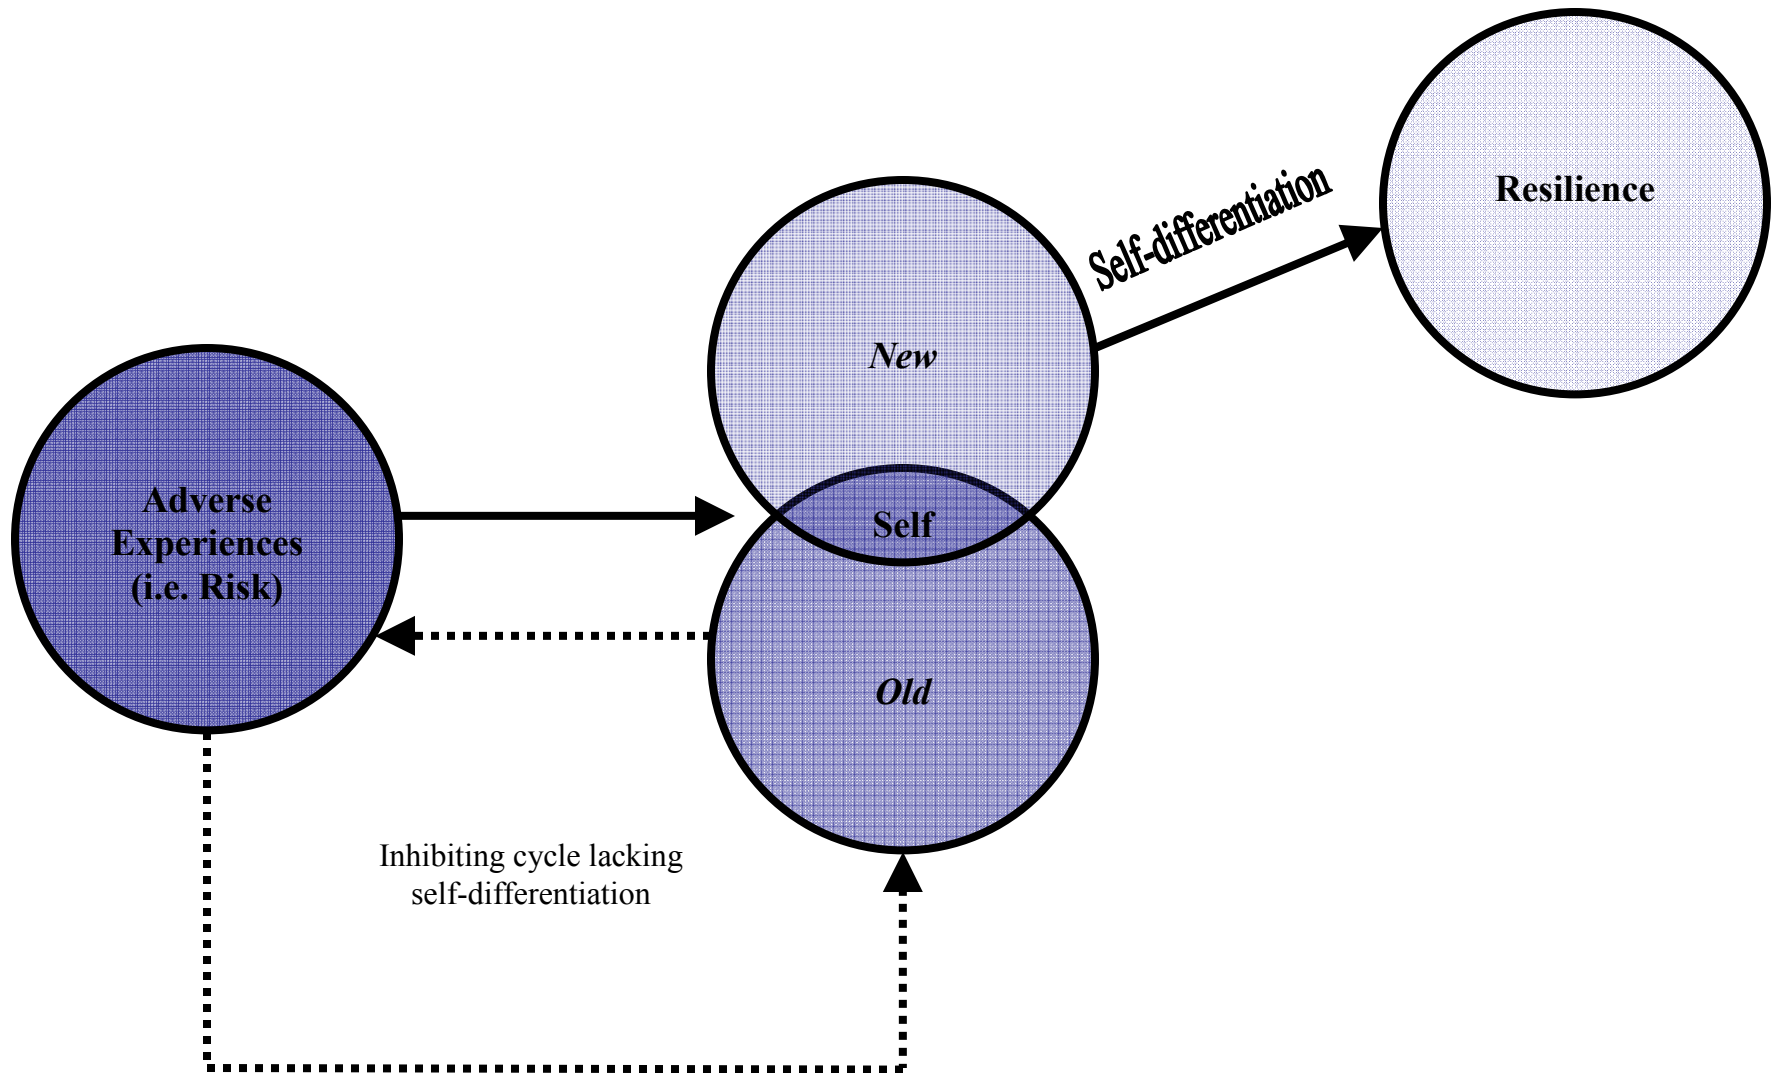 Resilience
Self-differentiation
New
Adverse
Experiences
(i.e. Risk)
Self
Old
Inhibiting cycle lacking
self-differentiation